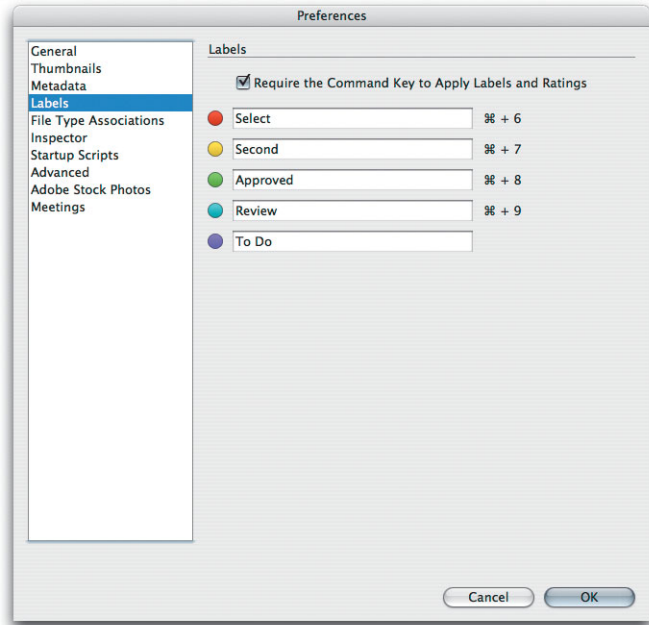 Preferences
General
Thumbnails
Metadata
Labels
File Type Associations
Inspector
Startup Scripts
Advanced
Adobe Stock Photos
Meetings
Labels
Require the Command Key to Apply Labels and Ratings
Select ⌘ + 6
Second ⌘ + 7
Approved ⌘ + 8
Review ⌘ + 9
To Do
Cancel OK